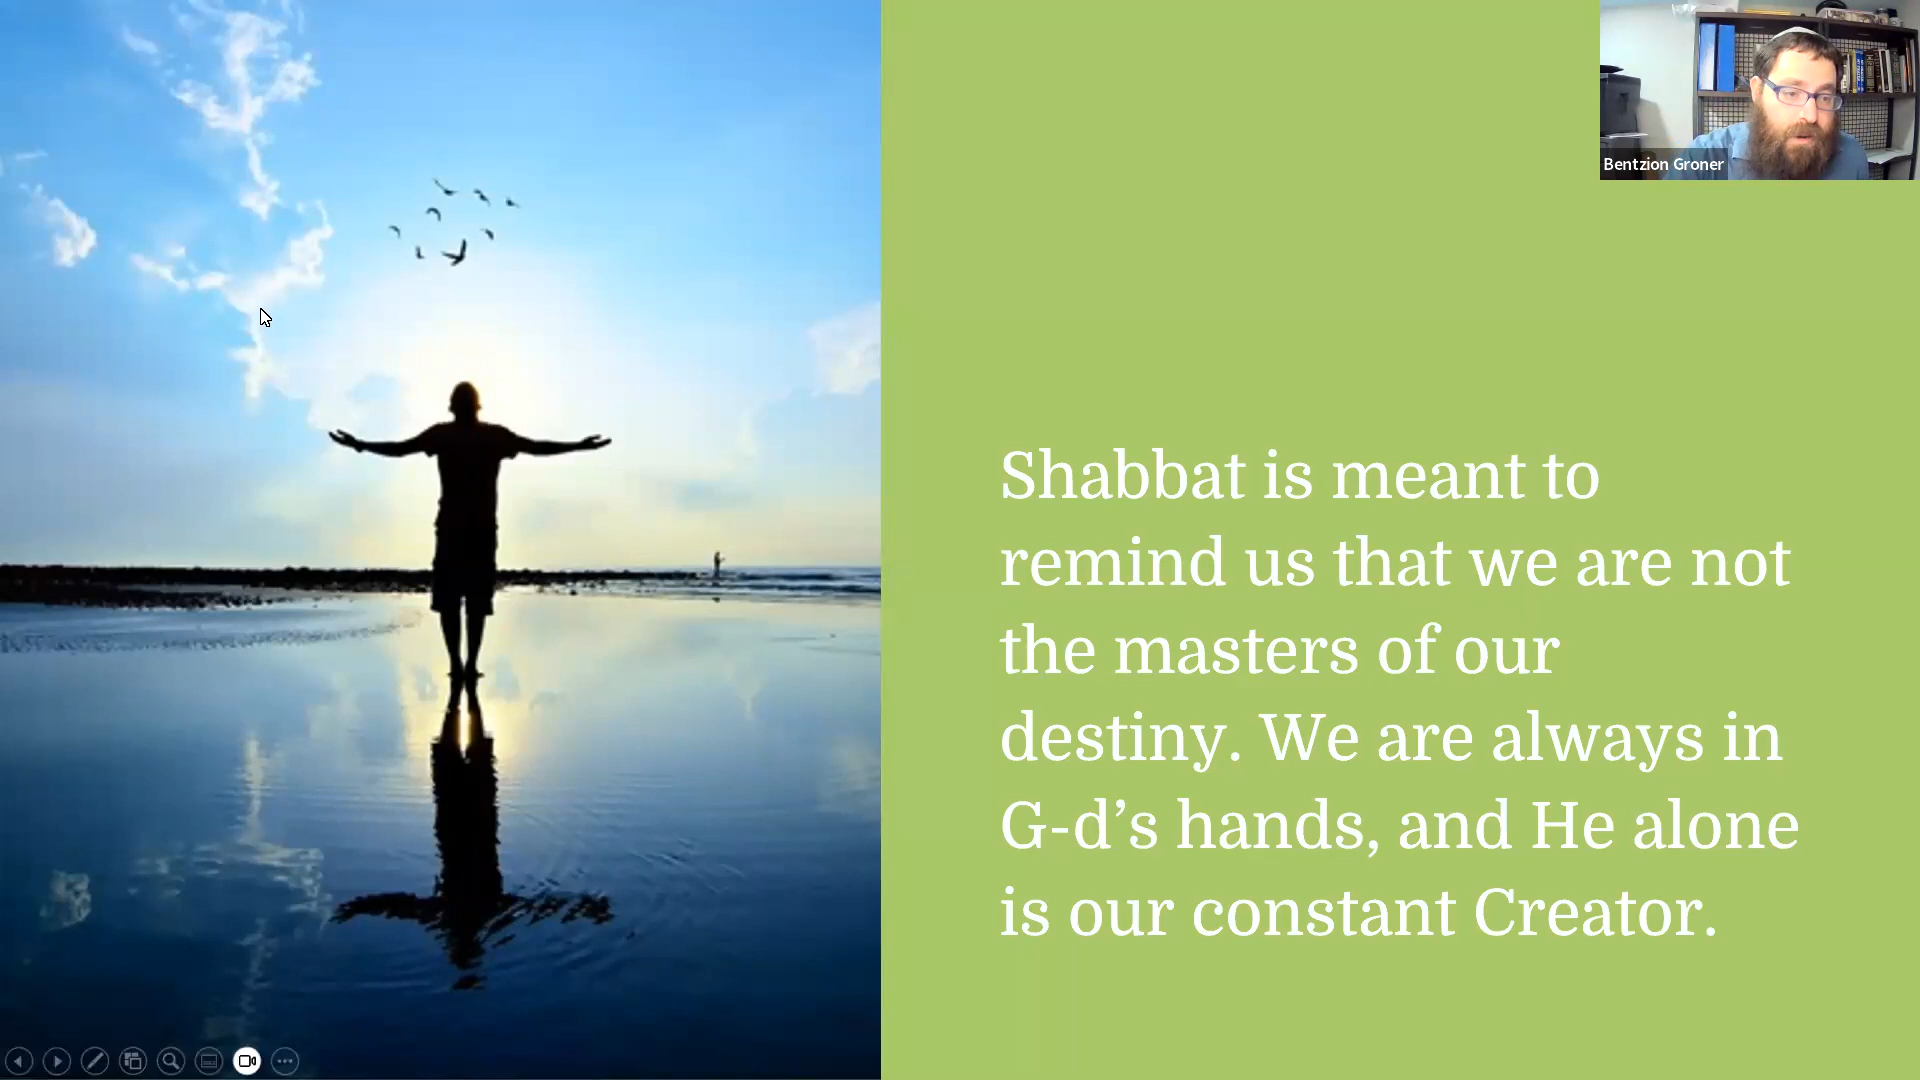 Bentzion Groner
Shabbat is meant to
remind us that we are not
the masters of our
destiny. We are always in
G-d’s hands, and He alone
is our constant Creator.